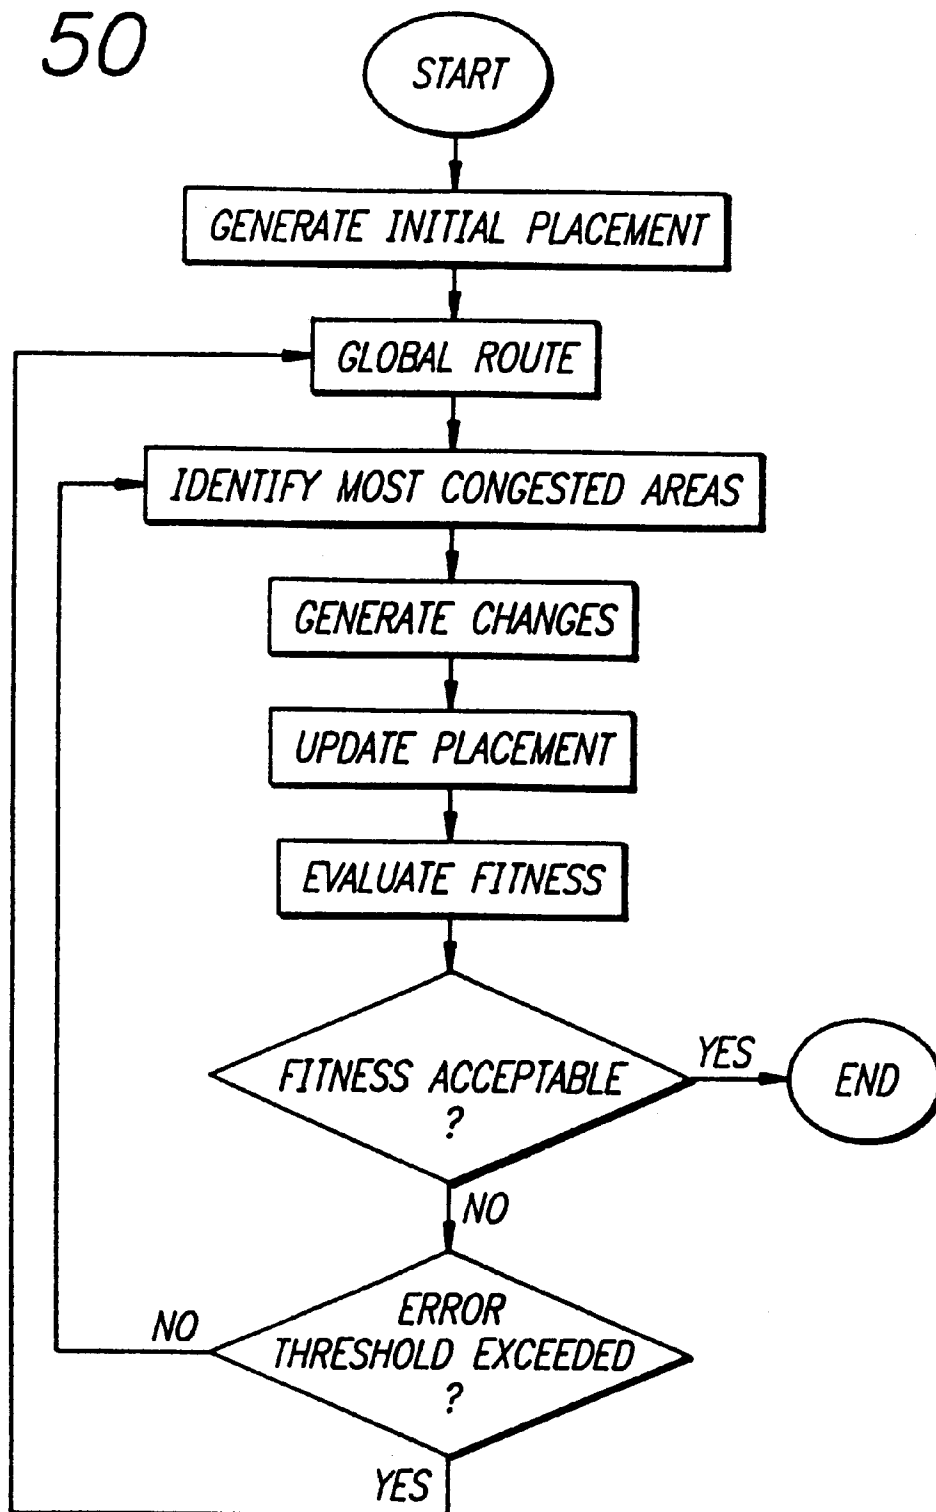 50
START
GENERATE INITIAL PLACEMENT
GLOBAL ROUTE
IDENTIFY MOST CONGESTED AREAS
GENERATE CHANGES
UPDATE PLACEMENT
EVALUATE FITNESS
FITNESS ACCEPTABLE
?
YES
END
NO
ERROR
THRESHOLD EXCEEDED
?
NO
YES